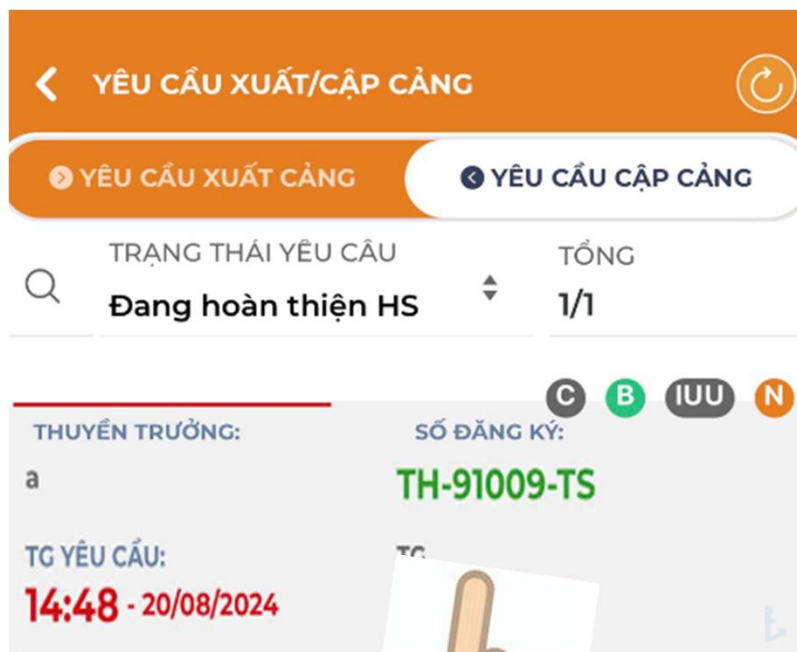 YÊU CẦU XUẤT/CẬP CẢNG
YÊU CẦU XUẤT CẢNG
YÊU CẦU CẬP CẢNG
TRẠNG THÁI YÊU CẦU
TỔNG
Đang hoàn thiện HS
1/1
C B IUU N
THUYỀN TRƯỞNG:
SỐ ĐĂNG KÝ:
a
TH-91009-TS
TG YÊU CẦU:
TG
14:48 - 20/08/2024